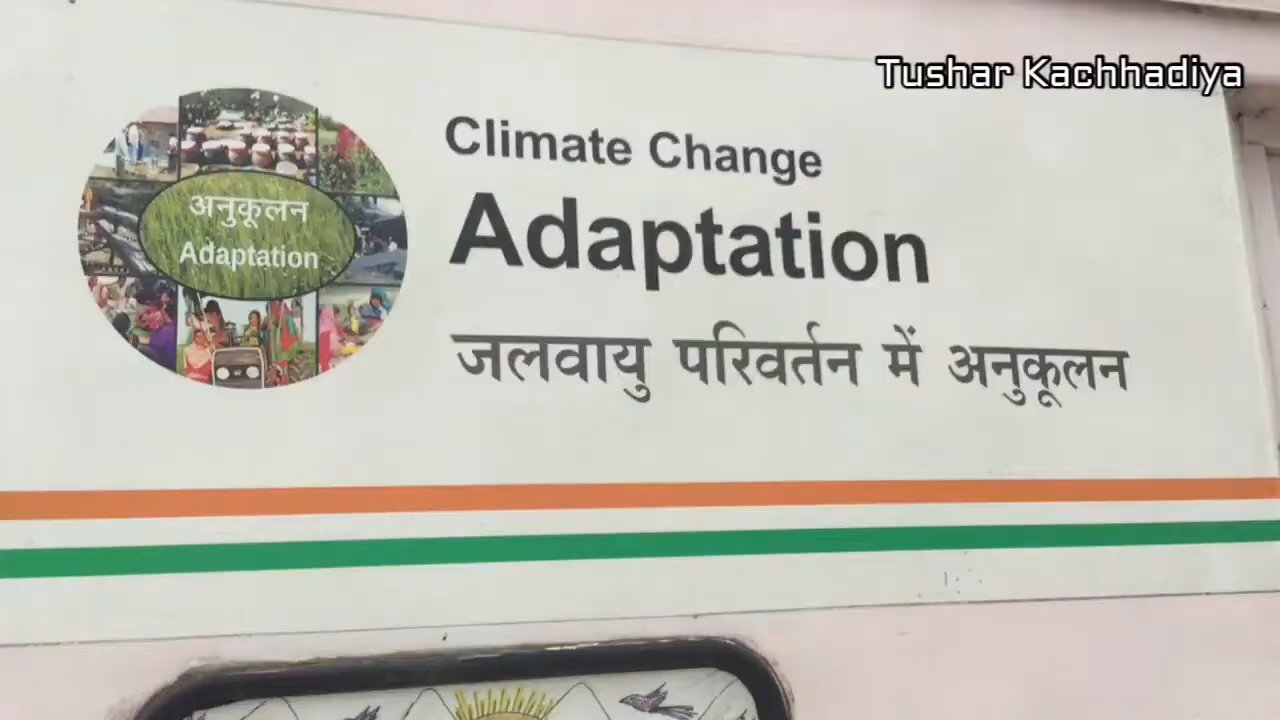 Tushar Kachhadiya
Climate Change
Adaptation
जलवायु परिवर्तन में अनुकूलन
अनुकूलन
Adaptation